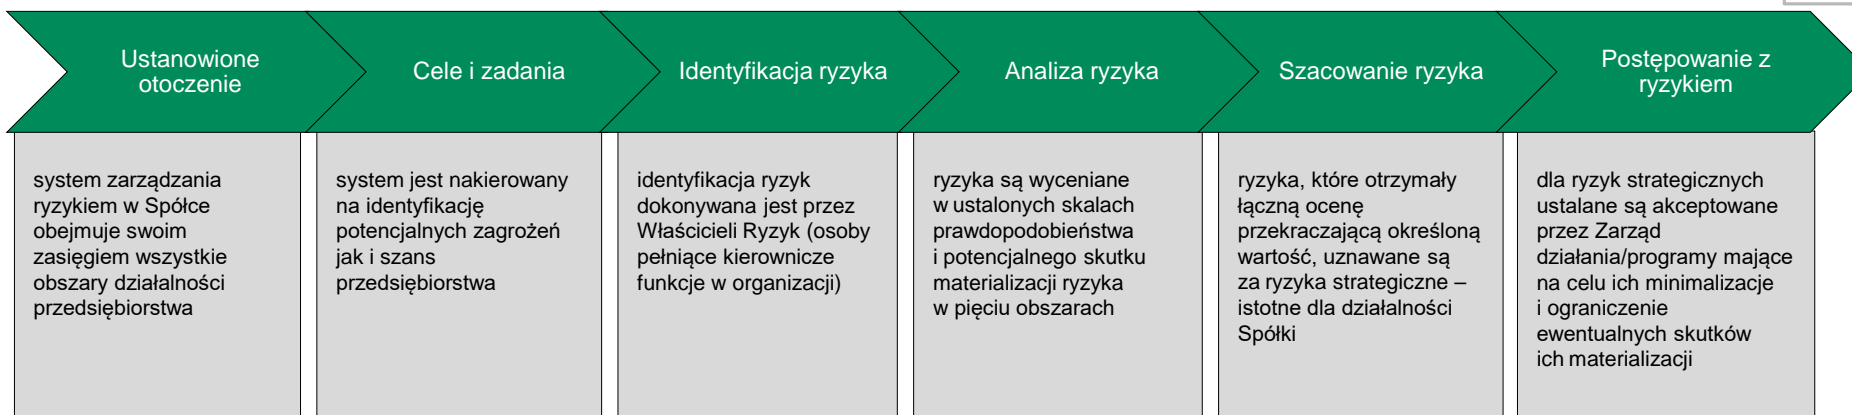 Ustanowione
otoczenie
Cele i zadania
Identyfikacja ryzyka
Analiza ryzyka
Szacowanie ryzyka
Postępowanie z
ryzykiem
system zarządzania
ryzykiem w Spółce
obejmuje swoim
zasięgiem wszystkie
obszary działalności
przedsiębiorstwa
system jest nakierowany
na identyfikację
potencjalnych zagrożeń
jak i szans
przedsiębiorstwa
identyfikacja ryzyk
dokonywana jest przez
Właścicieli Ryzyk (osoby
pełniące kierownicze
funkcje w organizacji)
ryzyka są wyceniane
w ustalonych skalach
prawdopodobieństwa
i potencjalnego skutku
materializacji ryzyka
w pięciu obszarach
ryzyka, które otrzymały
łączną ocenę
przekraczającą określoną
wartość, uznawane są
za ryzyka strategiczne –
istotne dla działalności
Spółki
dla ryzyk strategicznych
ustalane są akceptowane
przez Zarząd
działania/programy mające
na celu ich minimalizacje
i ograniczenie
ewentualnych skutków
ich materializacji